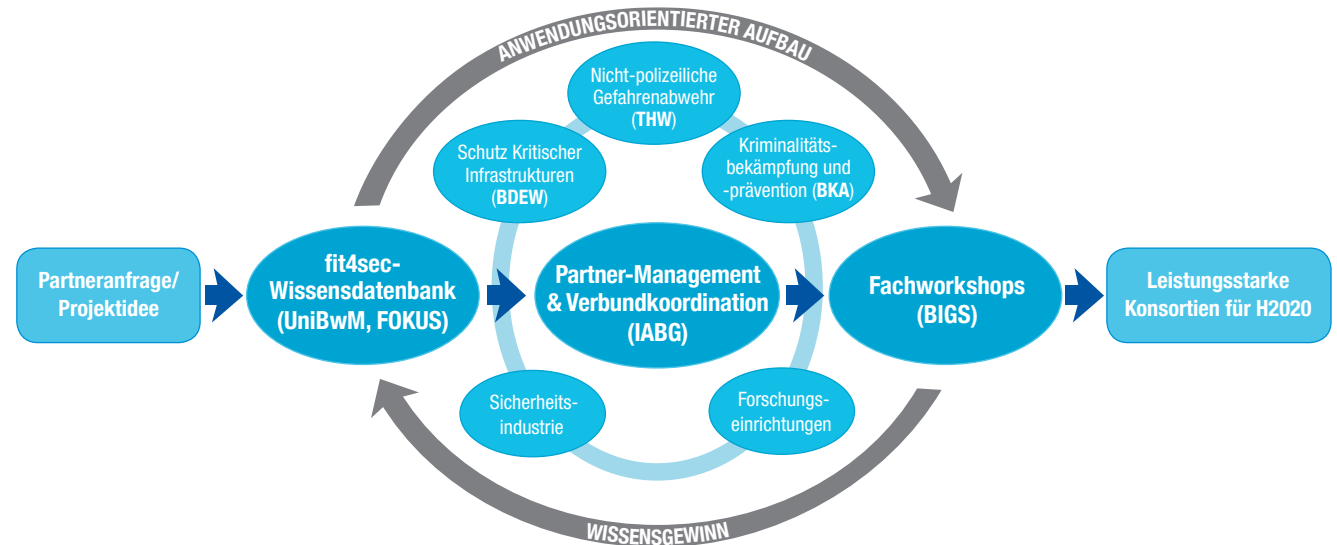 ANWENDUNGSORIENTIERTER AUFBAU
Nicht-polizeiliche
Gefahrenabwehr
(THW)
Schutz Kritischer
Infrastrukturen
(BDEW)
Kriminalitäts-
bekämpfung und
-prävention (BKA)
Partneranfrage/
Projektidee
fit4sec-
Wissensdatenbank
(UniBwM, FOKUS)
Partner-Management
& Verbundkoordination
(IABG)
Fachworkshops
(BIGS)
Leistungsstarke
Konsortien für H2020
Sicherheits-
industrie
Forschungs-
einrichtungen
WISSENSGEWINN